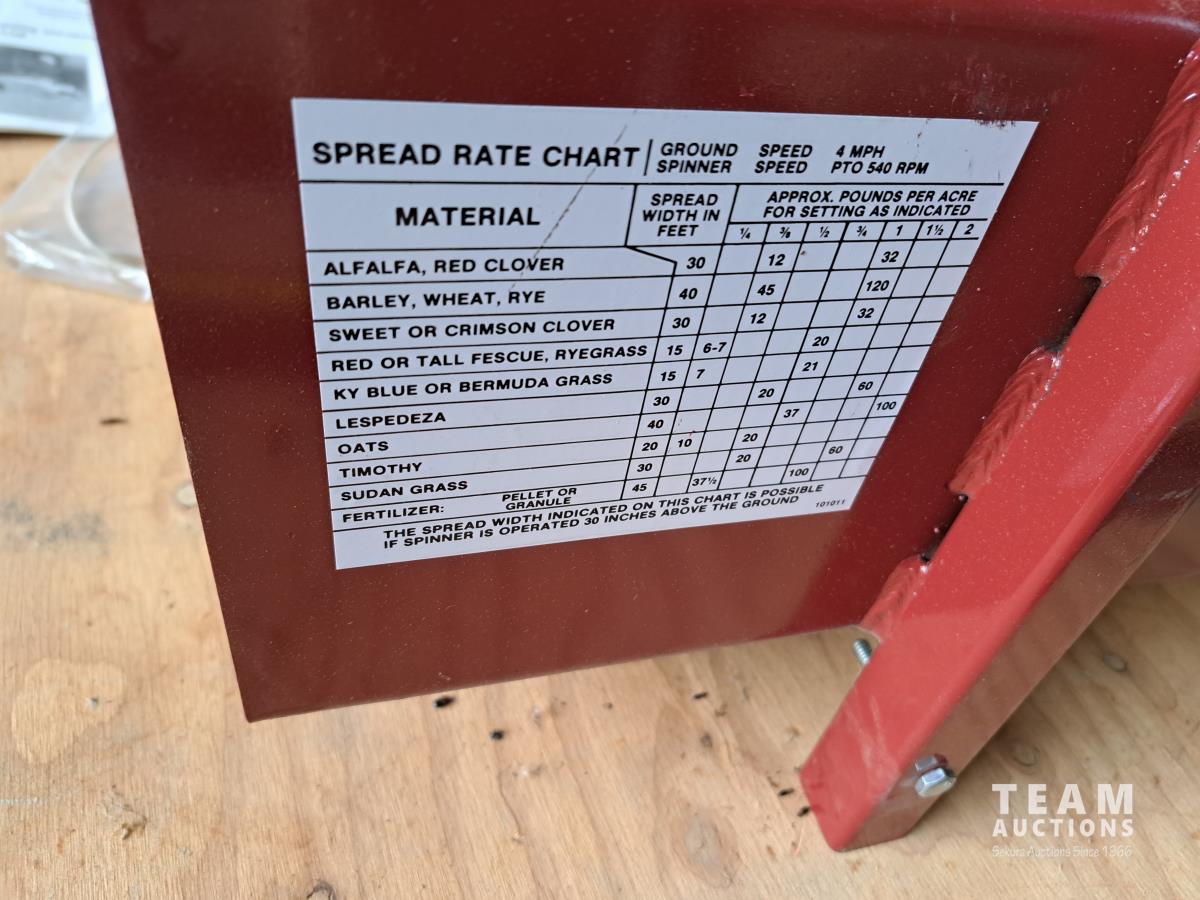 SPREAD RATE CHART GROUND SPEED 4 MPH
SPINNER SPEED PTO 540 RPM
MATERIAL
SPREAD WIDTH IN FEET
APPROX. POUNDS PER ACRE
FOR SETTING AS INDICATED
¼ ⅜ ½ ¾ 1 1½ 2
ALFALFA, RED CLOVER 30 12 32
BARLEY, WHEAT, RYE 40 45 120
SWEET OR CRIMSON CLOVER 30 12 32
RED OR TALL FESCUE, RYEGRASS 15 6-7 20
KY BLUE OR BERMUDA GRASS 15 7 21
LESPEDEZA 30 20 60
OATS 40 37 100
TIMOTHY 20 10 20
SUDAN GRASS 30 20 60
FERTILIZER: PELLET OR GRANULE 45 37½ 100
THE SPREAD WIDTH INDICATED ON THIS CHART IS POSSIBLE
IF SPINNER IS OPERATED 30 INCHES ABOVE THE GROUND
101011
TEAM
AUCTIONS
Sekura Auctions Since 1966